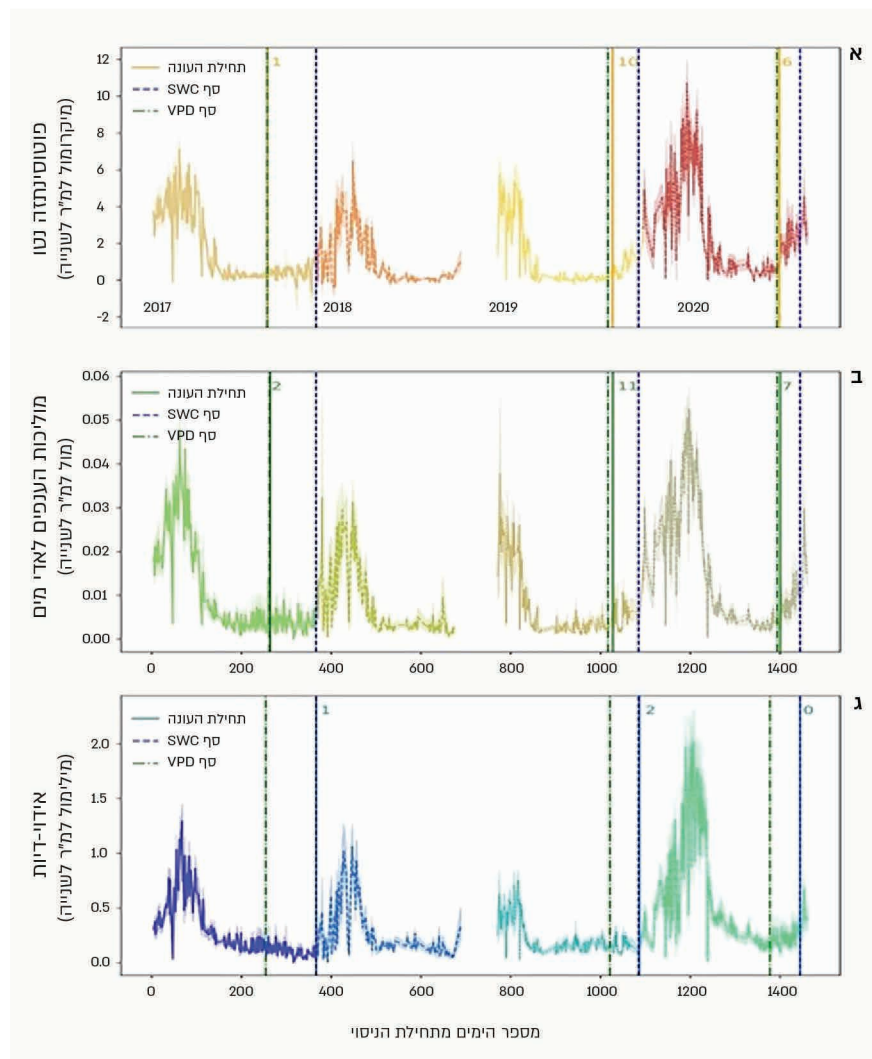 א
פוטוסינתזה נטו
(מיקרומול למ"ר לשנייה)
12
10
8
6
4
2
0
-2
תחילת העונה
סף SWC
סף VPD
1
10
6
2017
2018
2019
2020
ב
מוליכות הענפים לאדי מים
(מול למ"ר לשנייה)
0.06
0.05
0.04
0.03
0.02
0.01
0.00
תחילת העונה
סף SWC
סף VPD
2
11
7
0 200 400 600 800 1000 1200 1400
ג
אידוי-דיות
(מילימול למ"ר לשנייה)
2.0
1.5
1.0
0.5
0.0
תחילת העונה
סף SWC
סף VPD
1
2
0
0 200 400 600 800 1000 1200 1400
מספר הימים מתחילת הניסוי